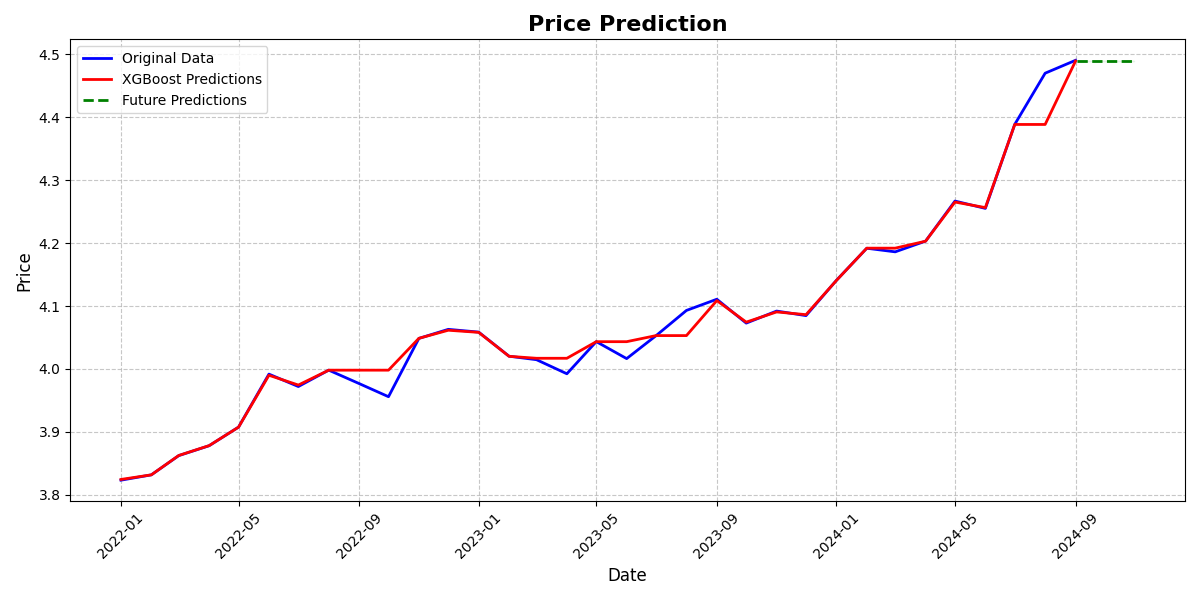 Price Prediction
Original Data
XGBoost Predictions
Future Predictions
Price
4.5
4.4
4.3
4.2
4.1
4.0
3.9
3.8
2022-01
2022-05
2022-09
2023-01
2023-05
2023-09
2024-01
2024-05
2024-09
Date